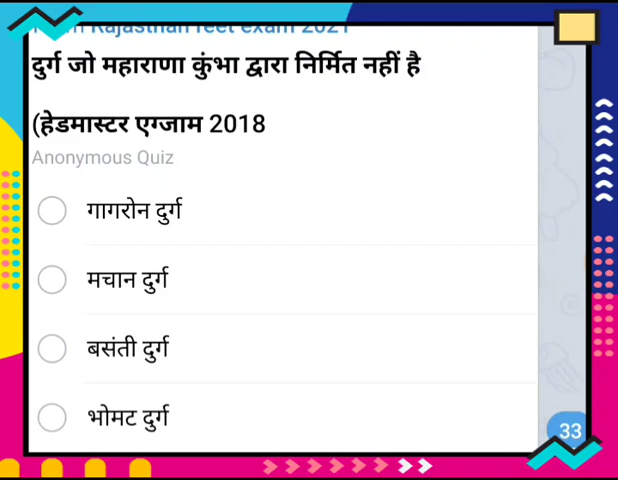 Rajasthan reet exam 2021
दुर्ग जो महाराणा कुंभा द्वारा निर्मित नहीं है
(हेडमास्टर एग्जाम 2018
Anonymous Quiz
गागरोन दुर्ग
मचान दुर्ग
बसंती दुर्ग
भोमट दुर्ग
33